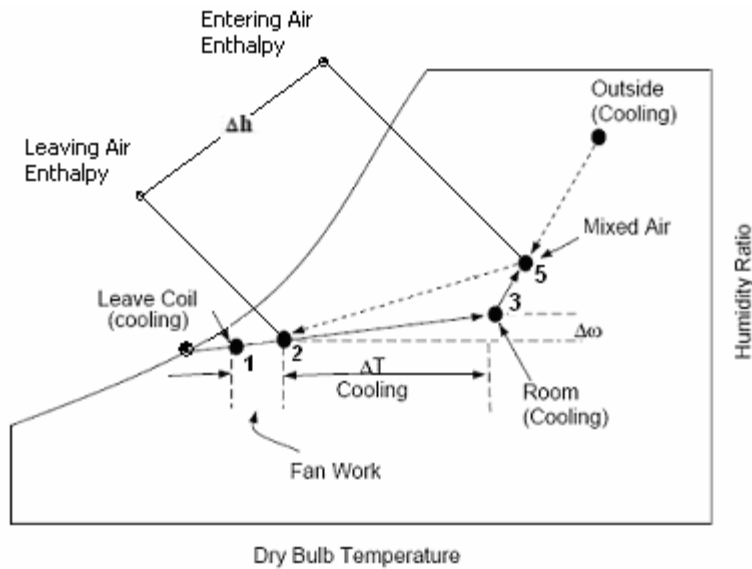 Entering Air
Enthalpy
Outside
(Cooling)
Δh
Leaving Air
Enthalpy
Mixed Air
5
Leave Coil
(cooling)
3
1
2
Δω
ΔT
Cooling
Room
(Cooling)
Fan Work
Humidity Ratio
Dry Bulb Temperature